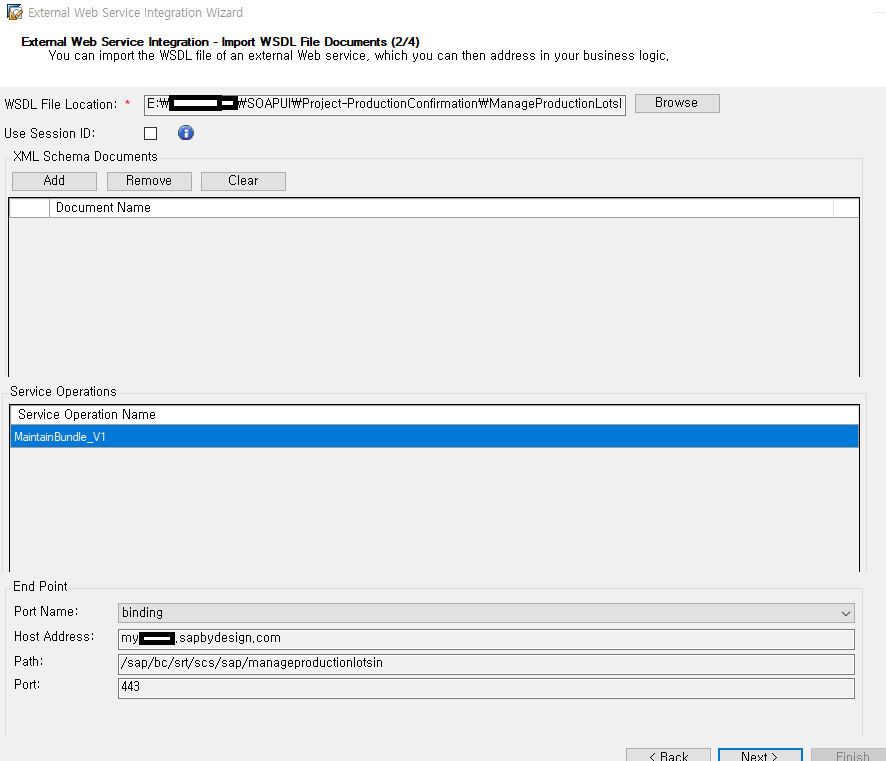 External Web Service Integration Wizard
External Web Service Integration - Import WSDL File Documents (2/4)
You can import the WSDL file of an external Web service, which you can then address in your business logic.
WSDL File Location: * E:₩ ₩SOAPUI₩Project-ProductionConfirmation₩ManageProductionLotsI Browse
Use Session ID:
XML Schema Documents
Add Remove Clear
Document Name
Service Operations
Service Operation Name
MaintainBundle_V1
End Point
Port Name: binding
Host Address: my .sapbydesign.com
Path: /sap/bc/srt/scs/sap/manageproductionlotsin
Port: 443
< Back Next > Finish